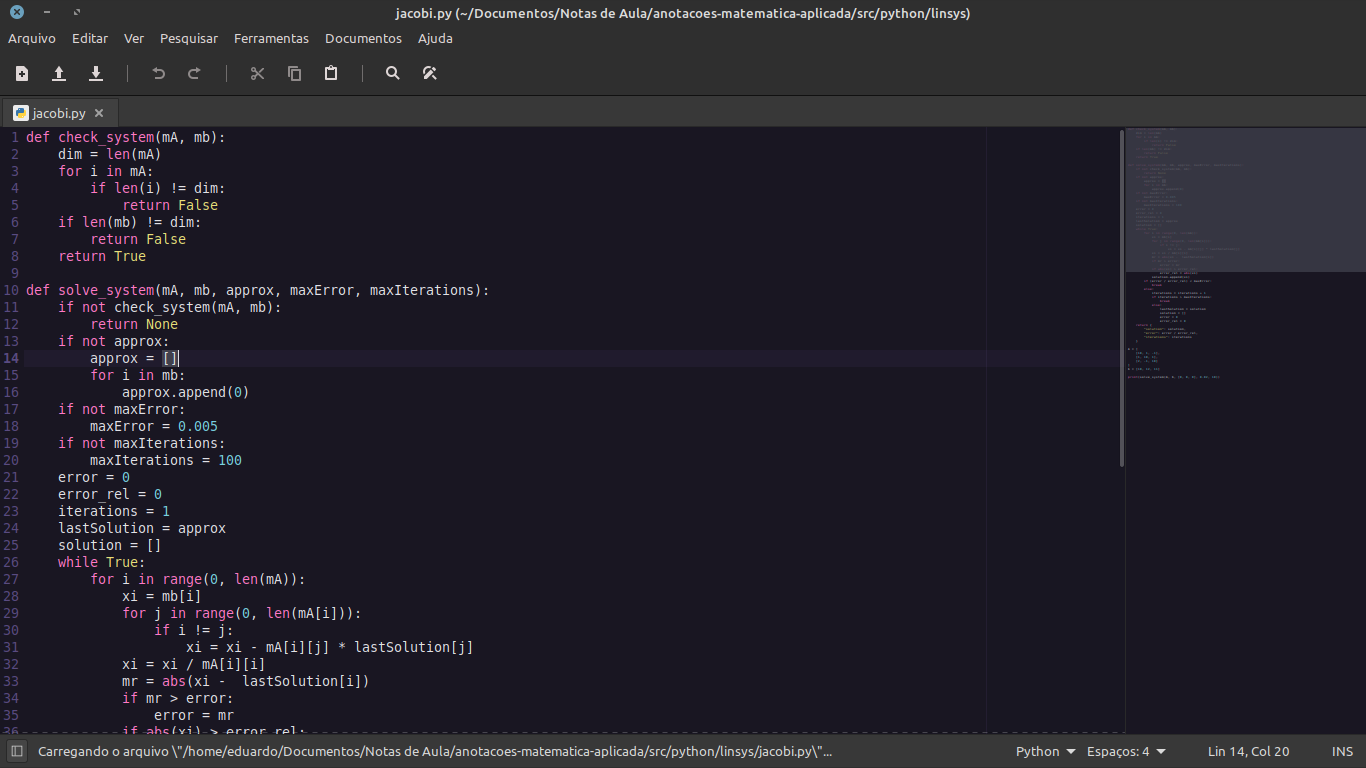 jacobi.py (~/Documentos/Notas de Aula/anotacoes-matematica-aplicada/src/python/linsys)
Arquivo Editar Ver Pesquisar Ferramentas Documentos Ajuda
jacobi.py
1 def check_system(mA, mb):
2     dim = len(mA)
3     for i in mA:
4         if len(i) != dim:
5             return False
6     if len(mb) != dim:
7         return False
8     return True
9
10 def solve_system(mA, mb, approx, maxError, maxIterations):
11     if not check_system(mA, mb):
12         return None
13     if not approx:
14         approx = []
15         for i in mb:
16             approx.append(0)
17     if not maxError:
18         maxError = 0.005
19     if not maxIterations:
20         maxIterations = 100
21     error = 0
22     error_rel = 0
23     iterations = 1
24     lastSolution = approx
25     solution = []
26     while True:
27         for i in range(0, len(mA)):
28             xi = mb[i]
29             for j in range(0, len(mA[i])):
30                 if i != j:
31                     xi = xi - mA[i][j] * lastSolution[j]
32             xi = xi / mA[i][i]
33             mr = abs(xi -  lastSolution[i])
34             if mr > error:
35                 error = mr
36             if abs(xi) > error_rel:
Carregando o arquivo \"/home/eduardo/Documentos/Notas de Aula/anotacoes-matematica-aplicada/src/python/linsys/jacobi.py\"... Python Espaços: 4 Lin 14, Col 20 INS